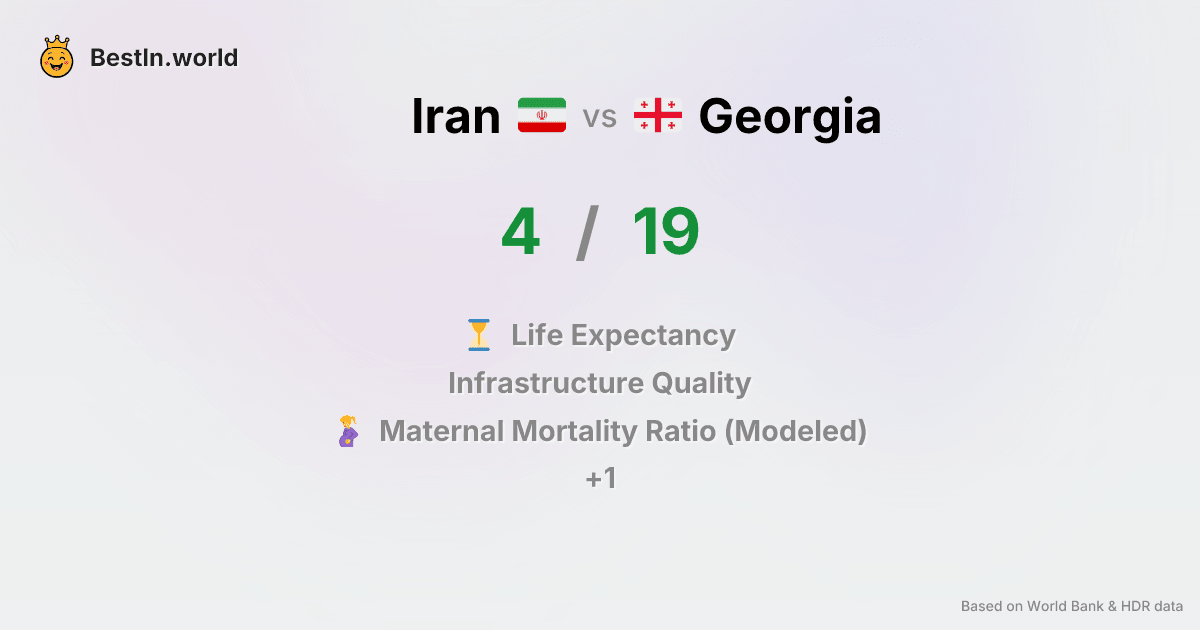 BestIn.world
Iran vs Georgia
4 / 19
Life Expectancy
Infrastructure Quality
Maternal Mortality Ratio (Modeled)
+1
Based on World Bank & HDR data